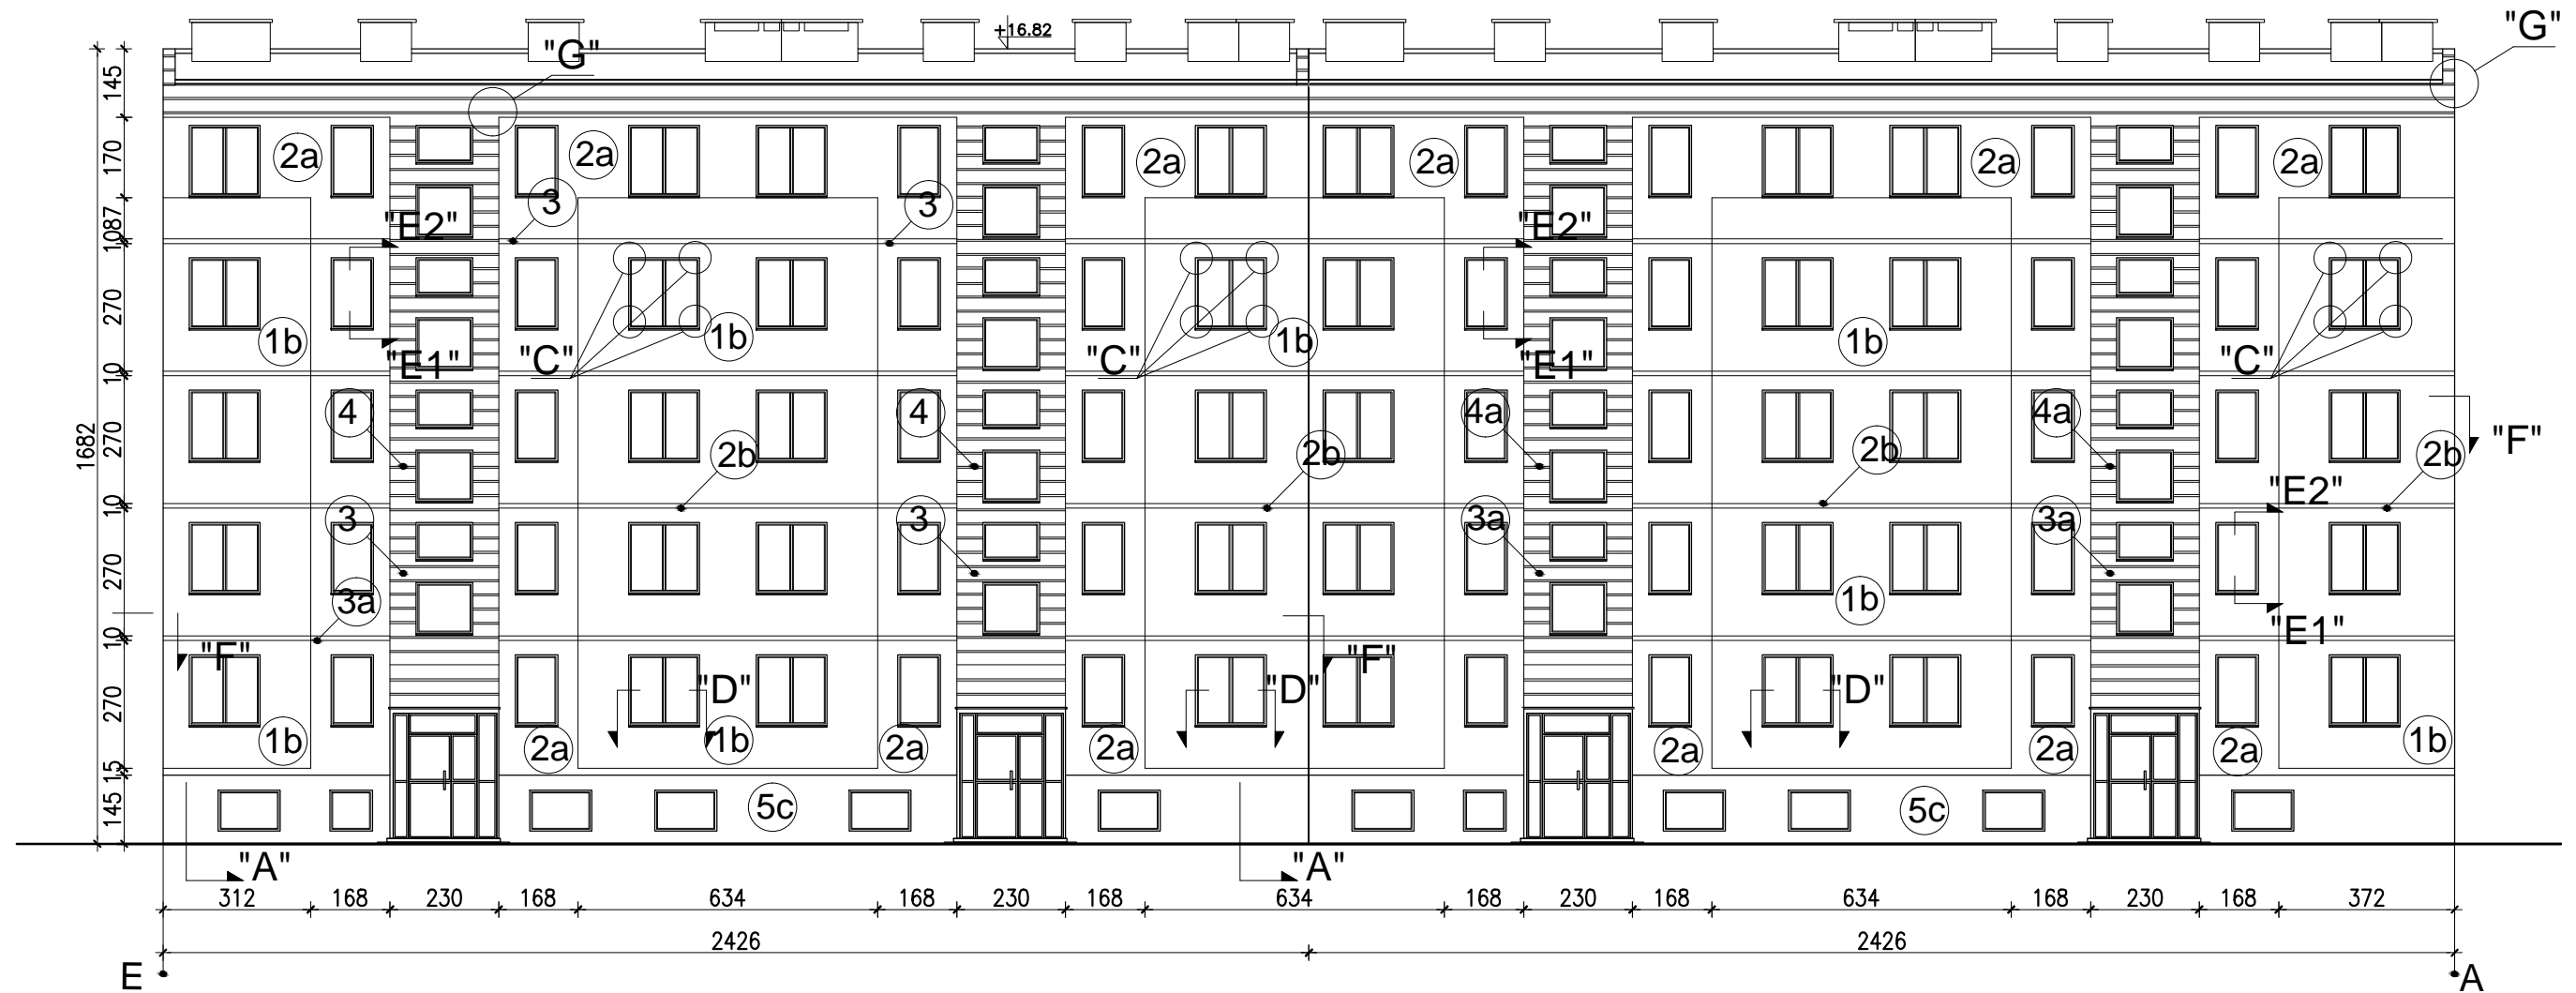 "G"
+16.82
"G"
145
170
1087
270
10
270
10
270
10
270
15
145
1682
2a
2a
2a
2a
2a
2a
3
3
"E2"
"E2"
1b
"E1"
"C"
1b
"C"
1b
"E1"
1b
"C"
4
4
4a
4a
2b
2b
2b
2b
"F"
"E2"
3
3
3a
3a
3a
1b
"E1"
"F"
"F"
"D"
"D"
"D"
1b
2a
1b
2a
2a
2a
2a
2a
1b
5c
5c
"A"
"A"
312
168
230
168
634
168
230
168
634
168
230
168
634
168
230
168
372
2426
2426
E
A